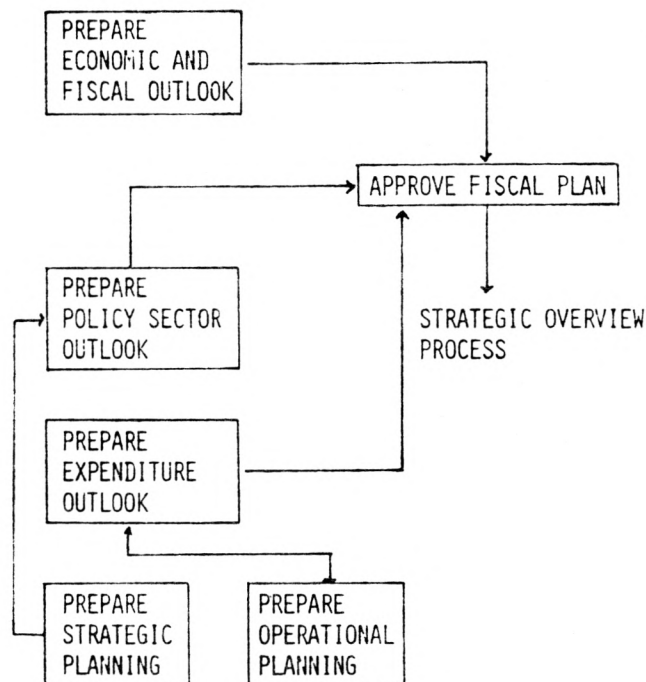 PREPARE
ECONOMIC AND
FISCAL OUTLOOK
APPROVE FISCAL PLAN
PREPARE
POLICY SECTOR
OUTLOOK
STRATEGIC OVERVIEW
PROCESS
PREPARE
EXPENDITURE
OUTLOOK
PREPARE
STRATEGIC
PLANNING
PREPARE
OPERATIONAL
PLANNING